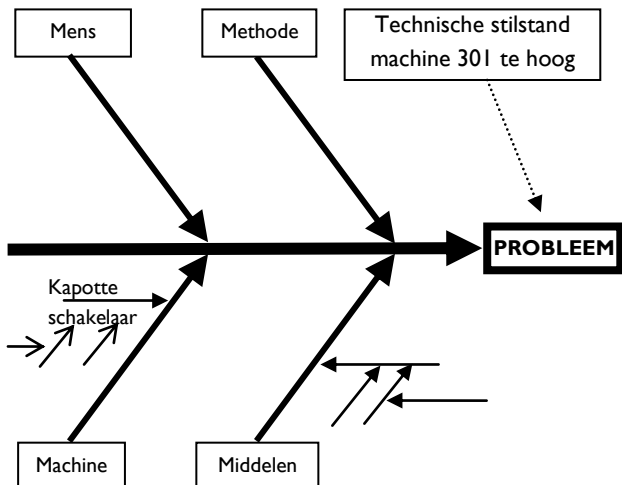 Mens
Methode
Technische stilstand
machine 301 te hoog
PROBLEEM
Kapotte
schakelaar
Machine
Middelen